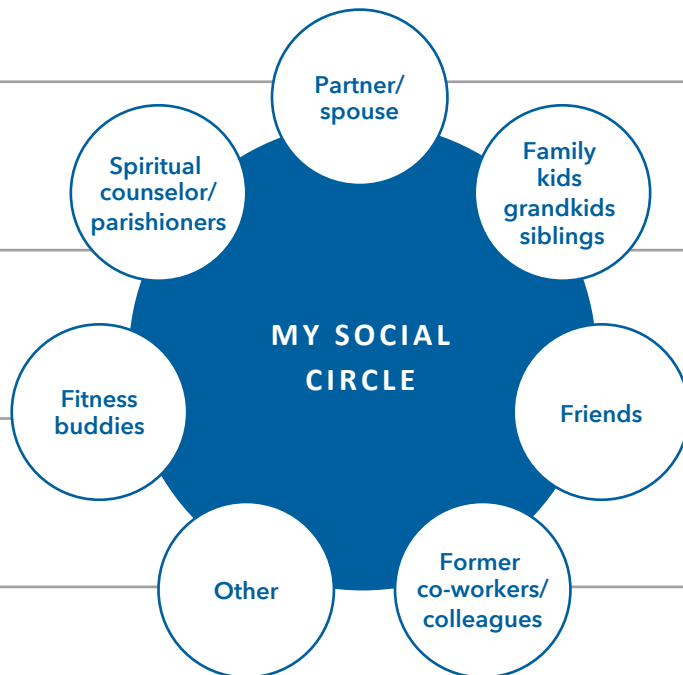 Partner/
spouse
Family
kids
grandkids
siblings
Spiritual
counselor/
parishioners
MY SOCIAL
CIRCLE
Fitness
buddies
Friends
Other
Former
co-workers/
colleagues